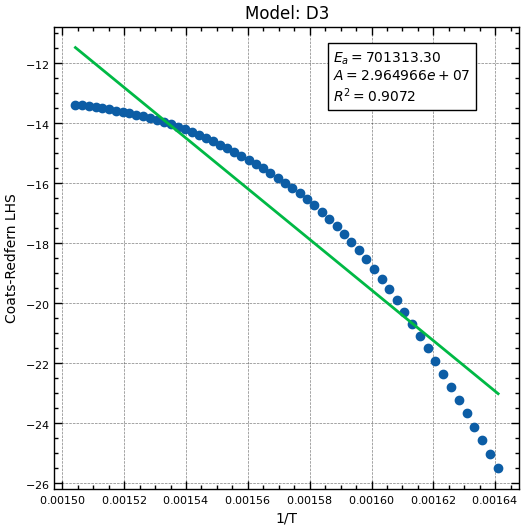 Model: D3
E_a = 701313.30
A = 2.964966e + 07
R² = 0.9072
Coats-Redfern LHS
−12
−14
−16
−18
−20
−22
−24
−26
0.00150 0.00152 0.00154 0.00156 0.00158 0.00160 0.00162 0.00164
1/T